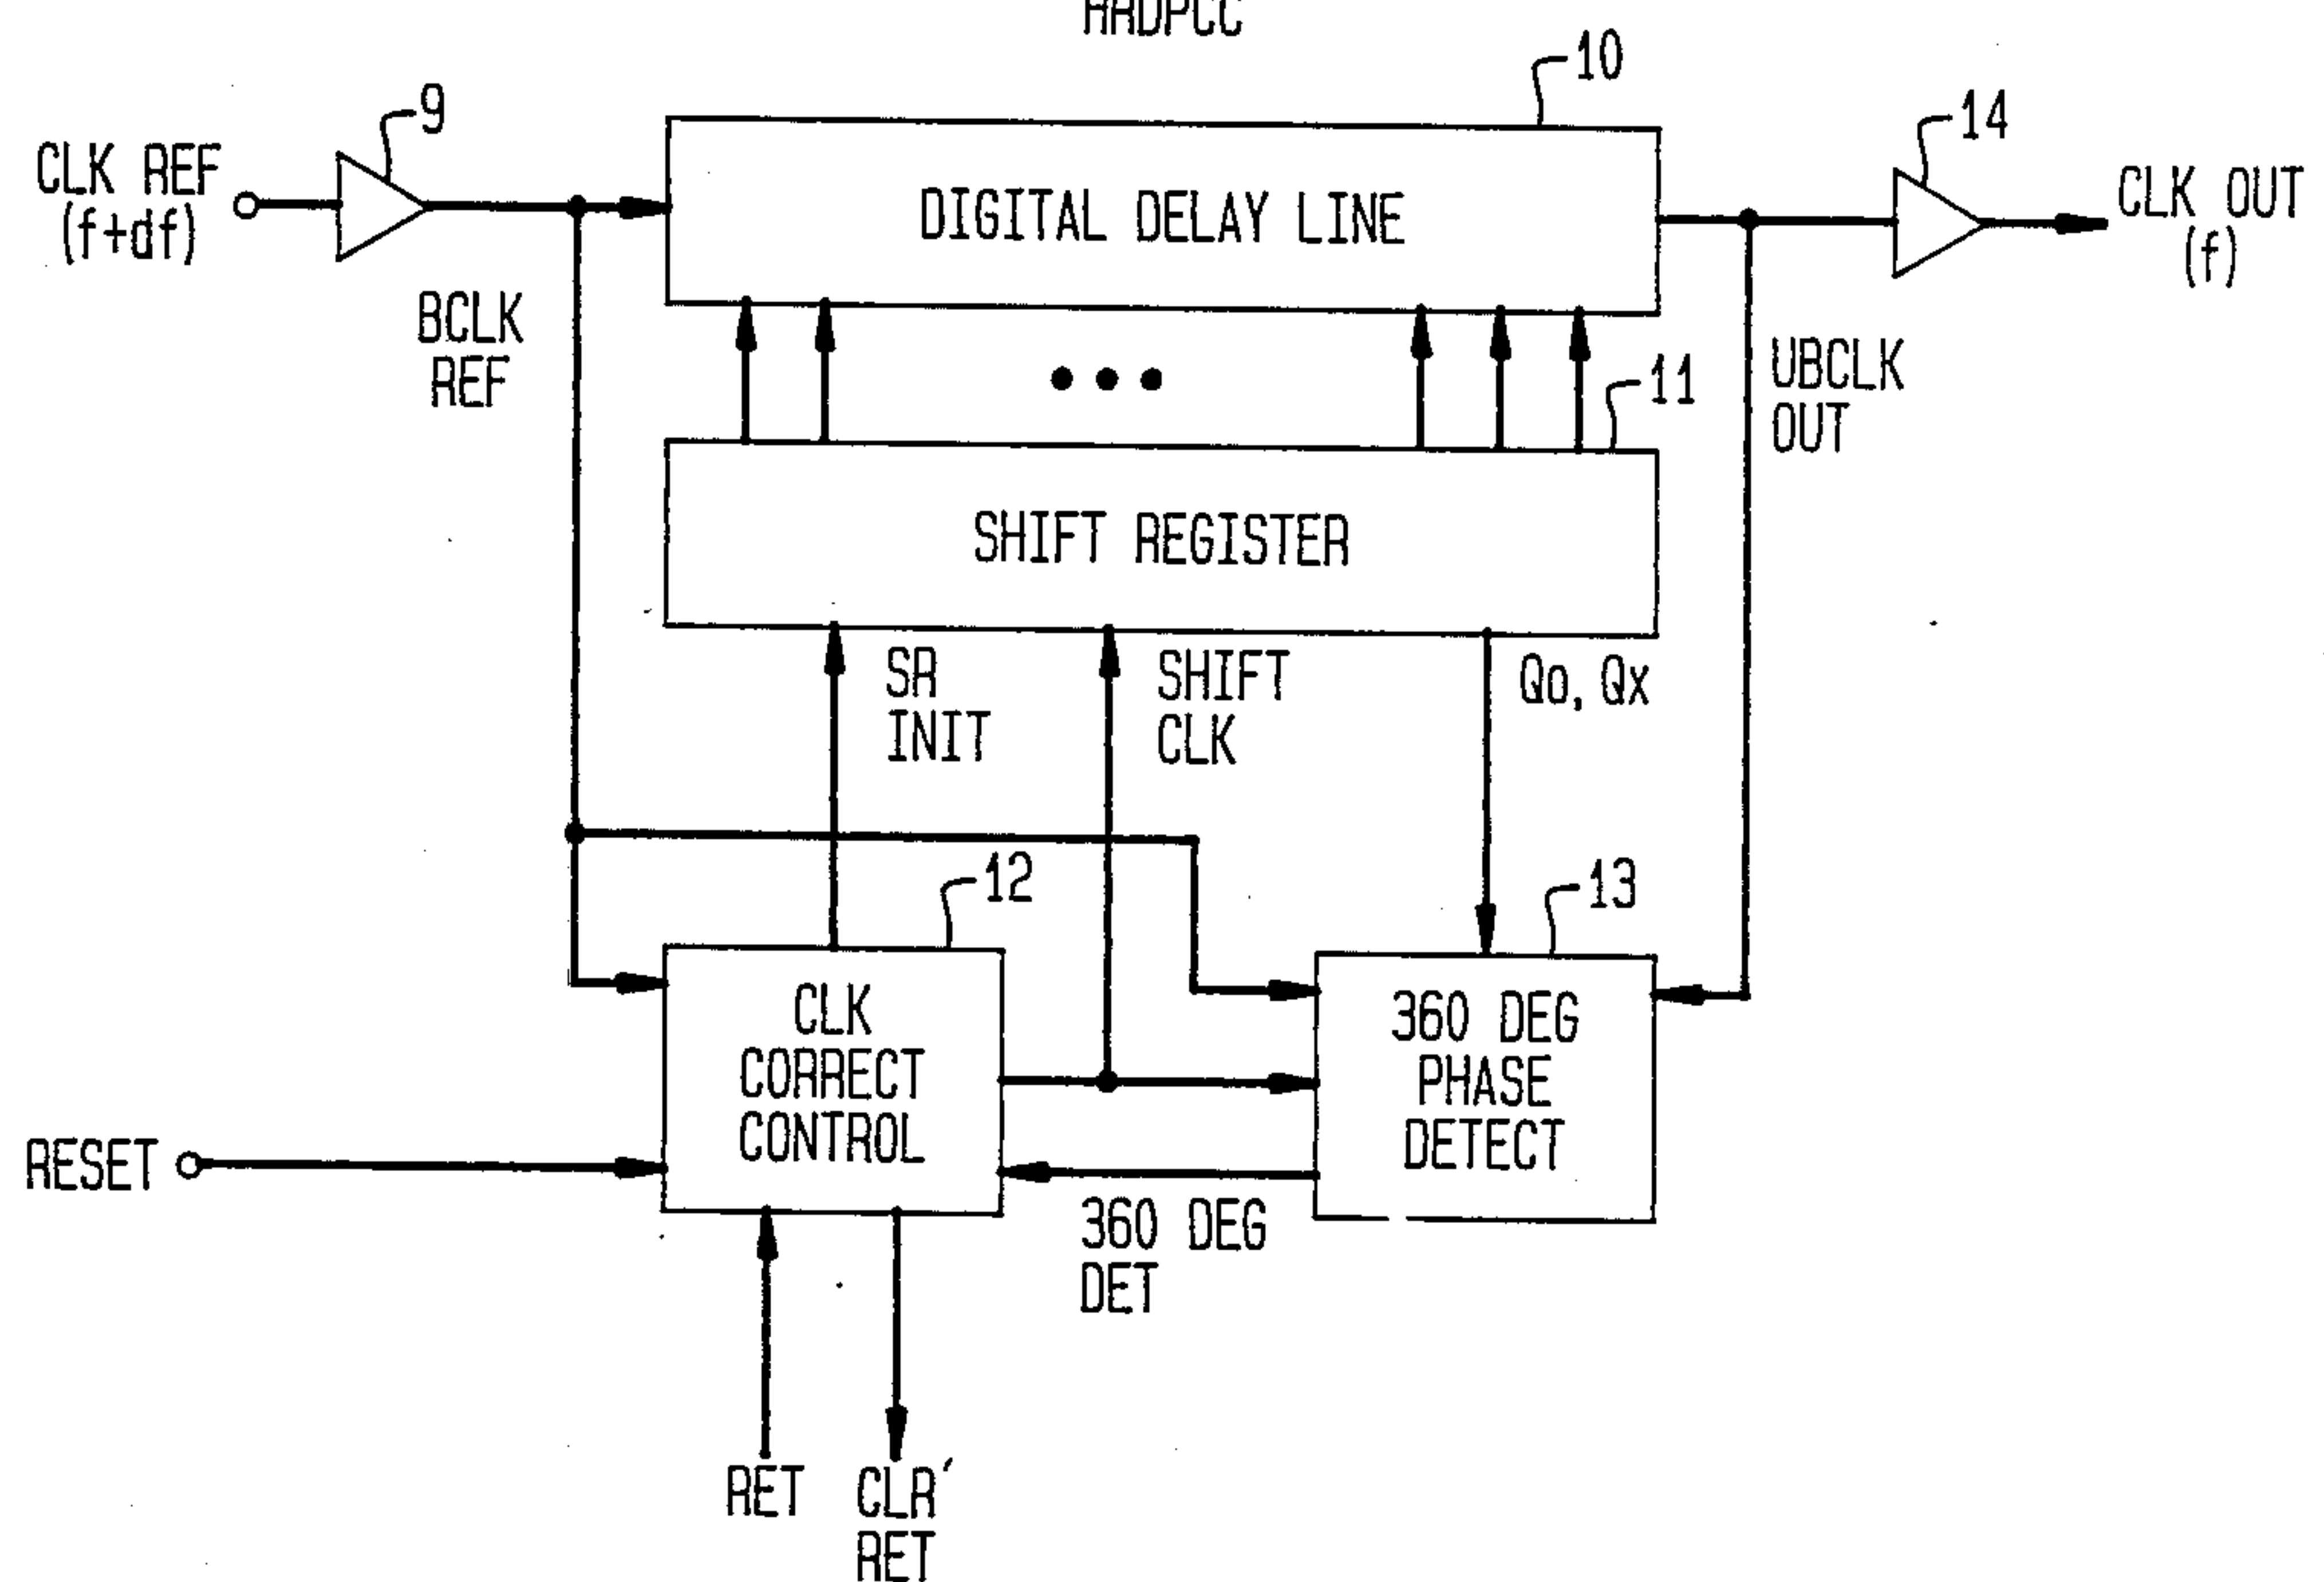 10
9
14
CLK REF
(f+df)
DIGITAL DELAY LINE
CLK OUT
(f)
BCLK
REF
11
UBCLK
OUT
SHIFT REGISTER
SR
INIT
SHIFT
CLK
Qo, Qx
12
13
CLK
CORRECT
CONTROL
360 DEG
PHASE
DETECT
RESET
360 DEG
DET
RET
CLR'
RET